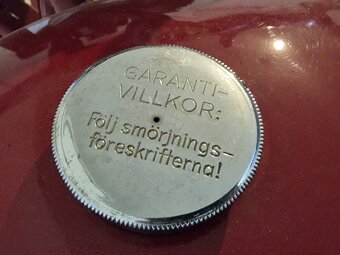 GARANTI-
VILLKOR:
Följ smörjnings-
föreskrifterna!